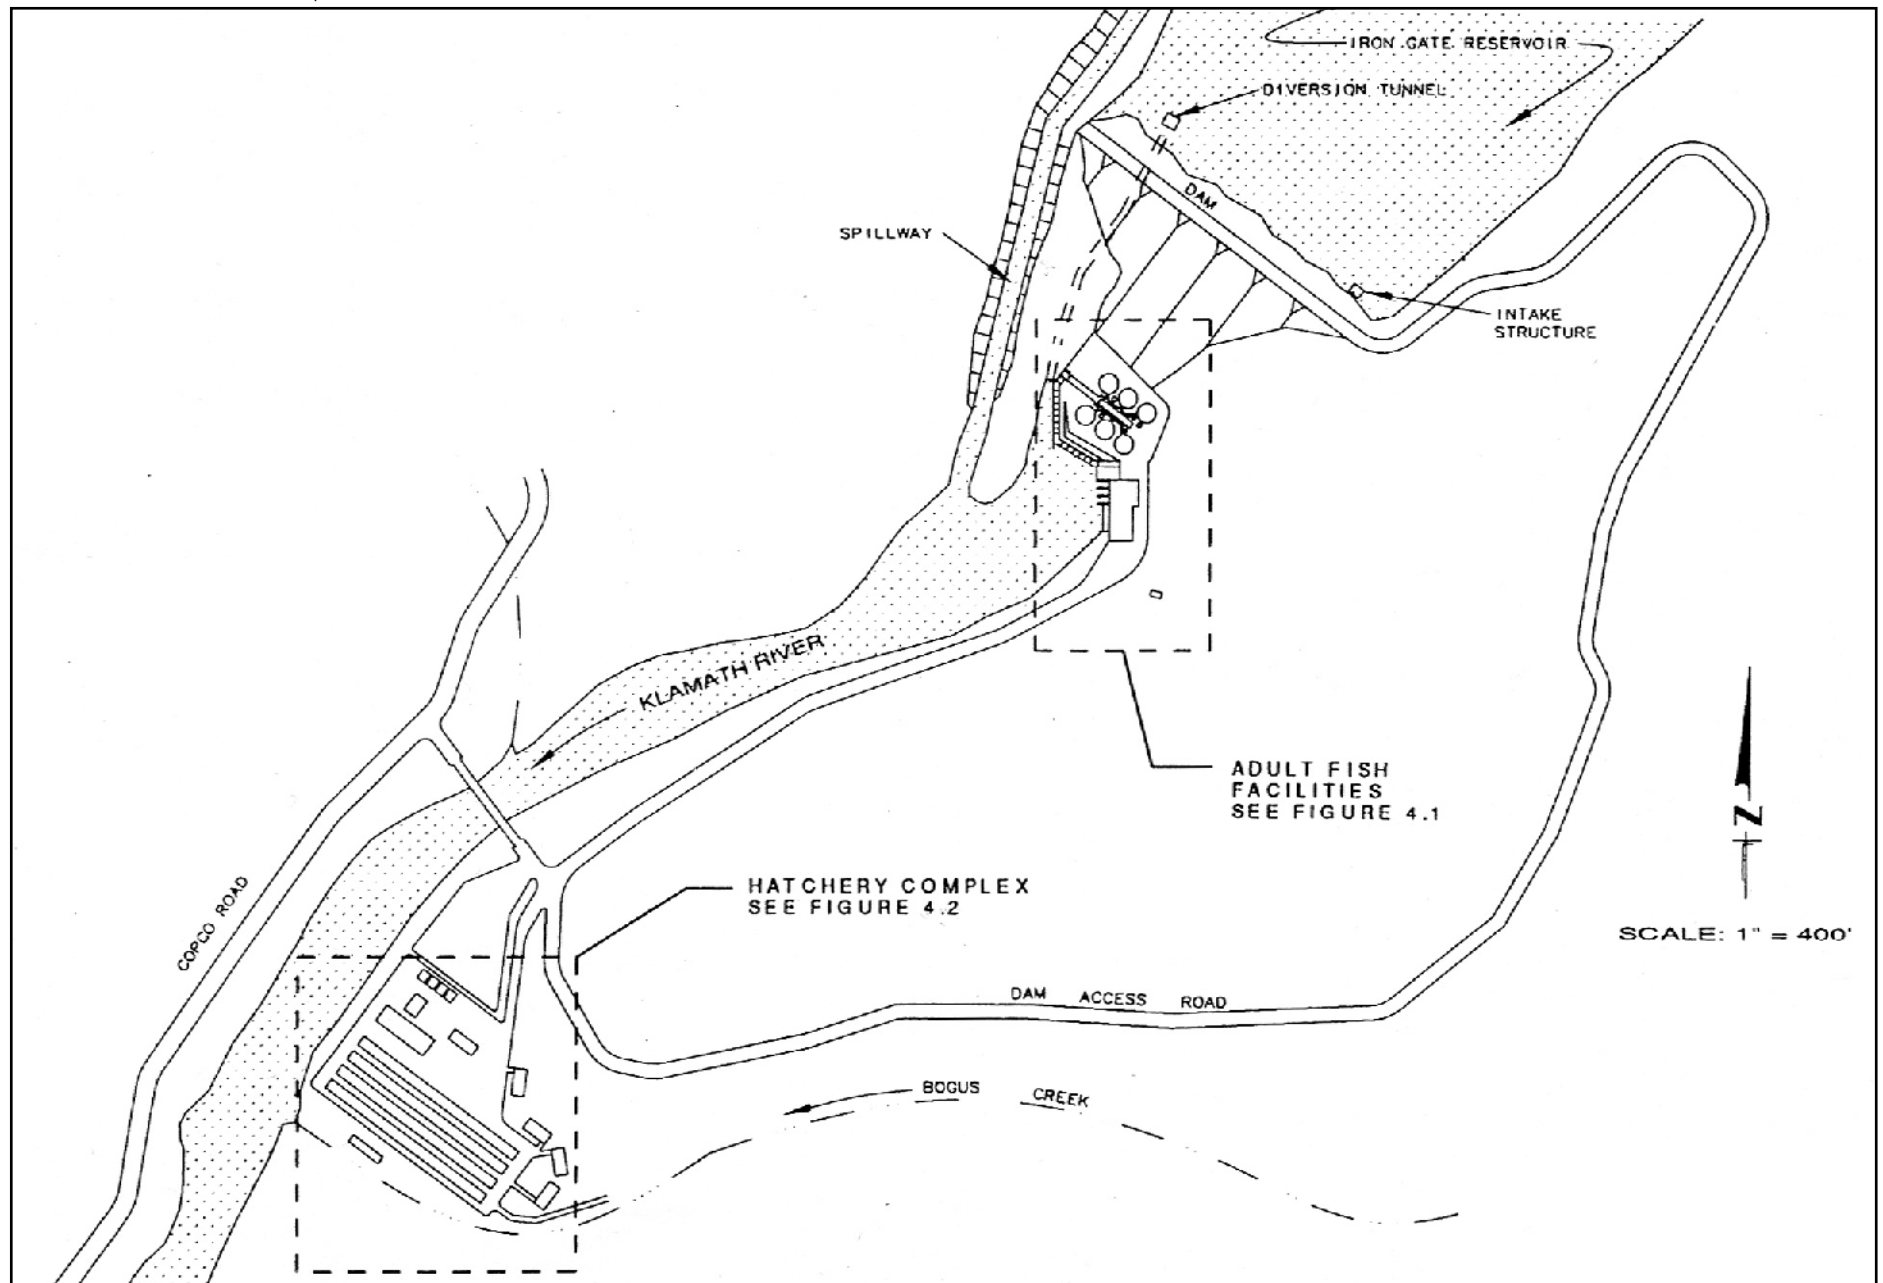 IRON GATE RESERVOIR
DIVERSION TUNNEL
DAM
SPILLWAY
INTAKE
STRUCTURE
KLAMATH RIVER
ADULT FISH
FACILITIES
SEE FIGURE 4.1
N
HATCHERY COMPLEX
SEE FIGURE 4.2
COPCO ROAD
SCALE: 1" = 400'
DAM ACCESS ROAD
BOGUS CREEK